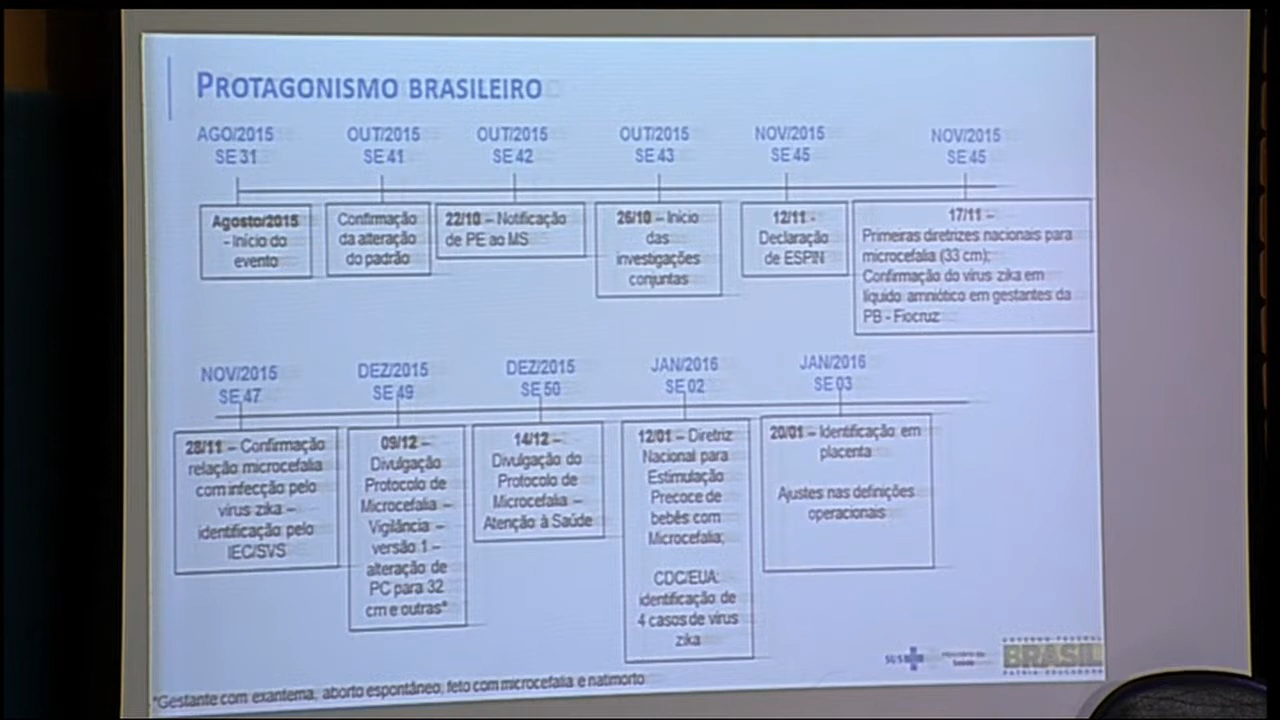 PROTAGONISMO BRASILEIRO
AGO/2015
SE 31
OUT/2015
SE 41
OUT/2015
SE 42
OUT/2015
SE 43
NOV/2015
SE 45
NOV/2015
SE 45
Agosto/2015
- Início do
evento
Confirmação
da alteração
do padrão
22/10 – Notificação
de PE ao MS
26/10 – Início
das
investigações
conjuntas
12/11 -
Declaração
de ESPIN
17/11 –
Primeiras diretrizes nacionais para
microcefalia (33 cm);
Confirmação do vírus zika em
líquido amniótico em gestantes da
PB - Fiocruz
NOV/2015
SE 47
DEZ/2015
SE 49
DEZ/2015
SE 50
JAN/2016
SE 02
JAN/2016
SE 03
28/11 – Confirmação
relação microcefalia
com infecção pelo
vírus zika –
identificação pelo
IEC/SVS
09/12 –
Divulgação
Protocolo de
Microcefalia –
Vigilância –
versão 1 –
alteração de
PC para 32
cm e outras*
14/12 –
Divulgação do
Protocolo de
Microcefalia –
Atenção à Saúde
12/01 – Diretriz
Nacional para
Estimulação
Precoce de
bebês com
Microcefalia;
CDC/EUA:
identificação de
4 casos de vírus
zika
20/01 – Identificação em
placenta
Ajustes nas definições
operacionais
*Gestante com exantema, aborto espontâneo, feto com microcefalia e natimorto
SUS
BRASIL